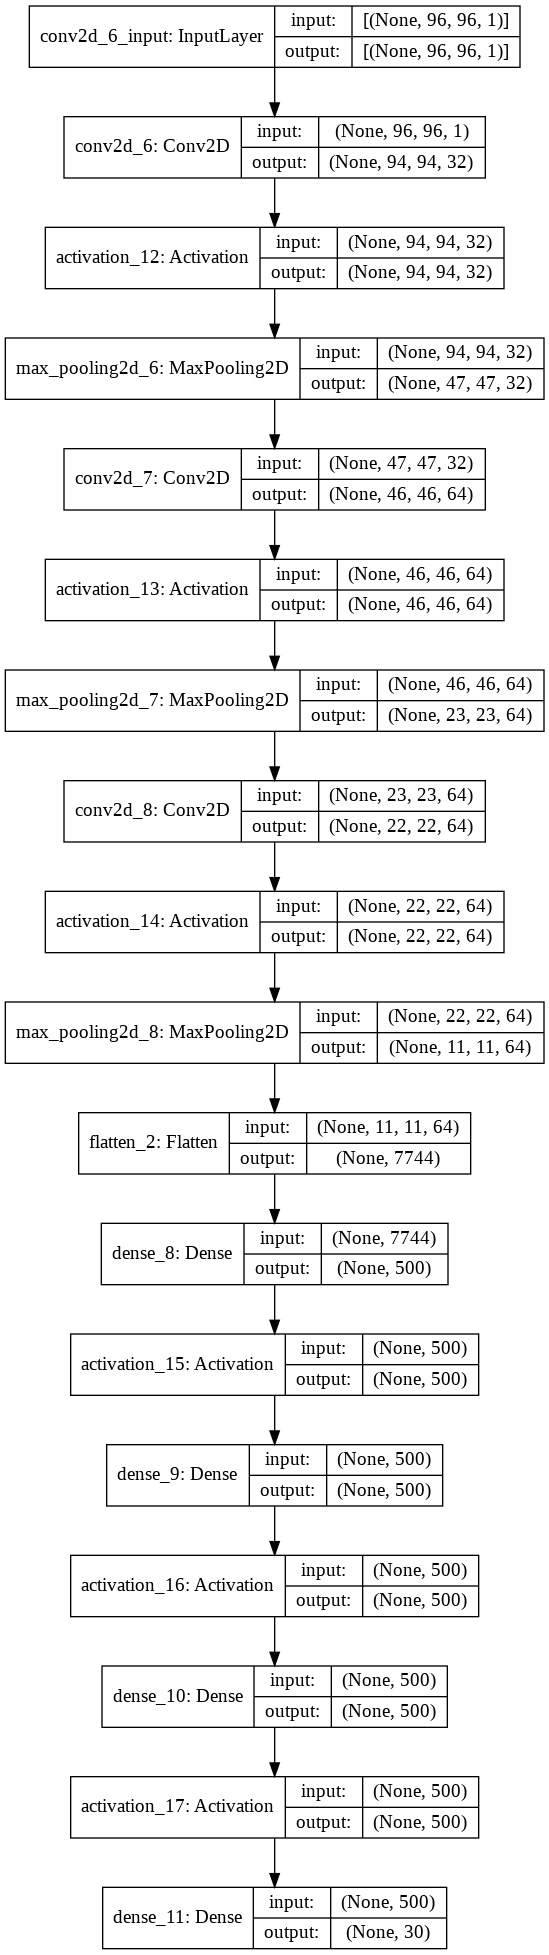 conv2d_6_input: InputLayer
input: [(None, 96, 96, 1)]
output: [(None, 96, 96, 1)]
conv2d_6: Conv2D
input: (None, 96, 96, 1)
output: (None, 94, 94, 32)
activation_12: Activation
input: (None, 94, 94, 32)
output: (None, 94, 94, 32)
max_pooling2d_6: MaxPooling2D
input: (None, 94, 94, 32)
output: (None, 47, 47, 32)
conv2d_7: Conv2D
input: (None, 47, 47, 32)
output: (None, 46, 46, 64)
activation_13: Activation
input: (None, 46, 46, 64)
output: (None, 46, 46, 64)
max_pooling2d_7: MaxPooling2D
input: (None, 46, 46, 64)
output: (None, 23, 23, 64)
conv2d_8: Conv2D
input: (None, 23, 23, 64)
output: (None, 22, 22, 64)
activation_14: Activation
input: (None, 22, 22, 64)
output: (None, 22, 22, 64)
max_pooling2d_8: MaxPooling2D
input: (None, 22, 22, 64)
output: (None, 11, 11, 64)
flatten_2: Flatten
input: (None, 11, 11, 64)
output: (None, 7744)
dense_8: Dense
input: (None, 7744)
output: (None, 500)
activation_15: Activation
input: (None, 500)
output: (None, 500)
dense_9: Dense
input: (None, 500)
output: (None, 500)
activation_16: Activation
input: (None, 500)
output: (None, 500)
dense_10: Dense
input: (None, 500)
output: (None, 500)
activation_17: Activation
input: (None, 500)
output: (None, 500)
dense_11: Dense
input: (None, 500)
output: (None, 30)